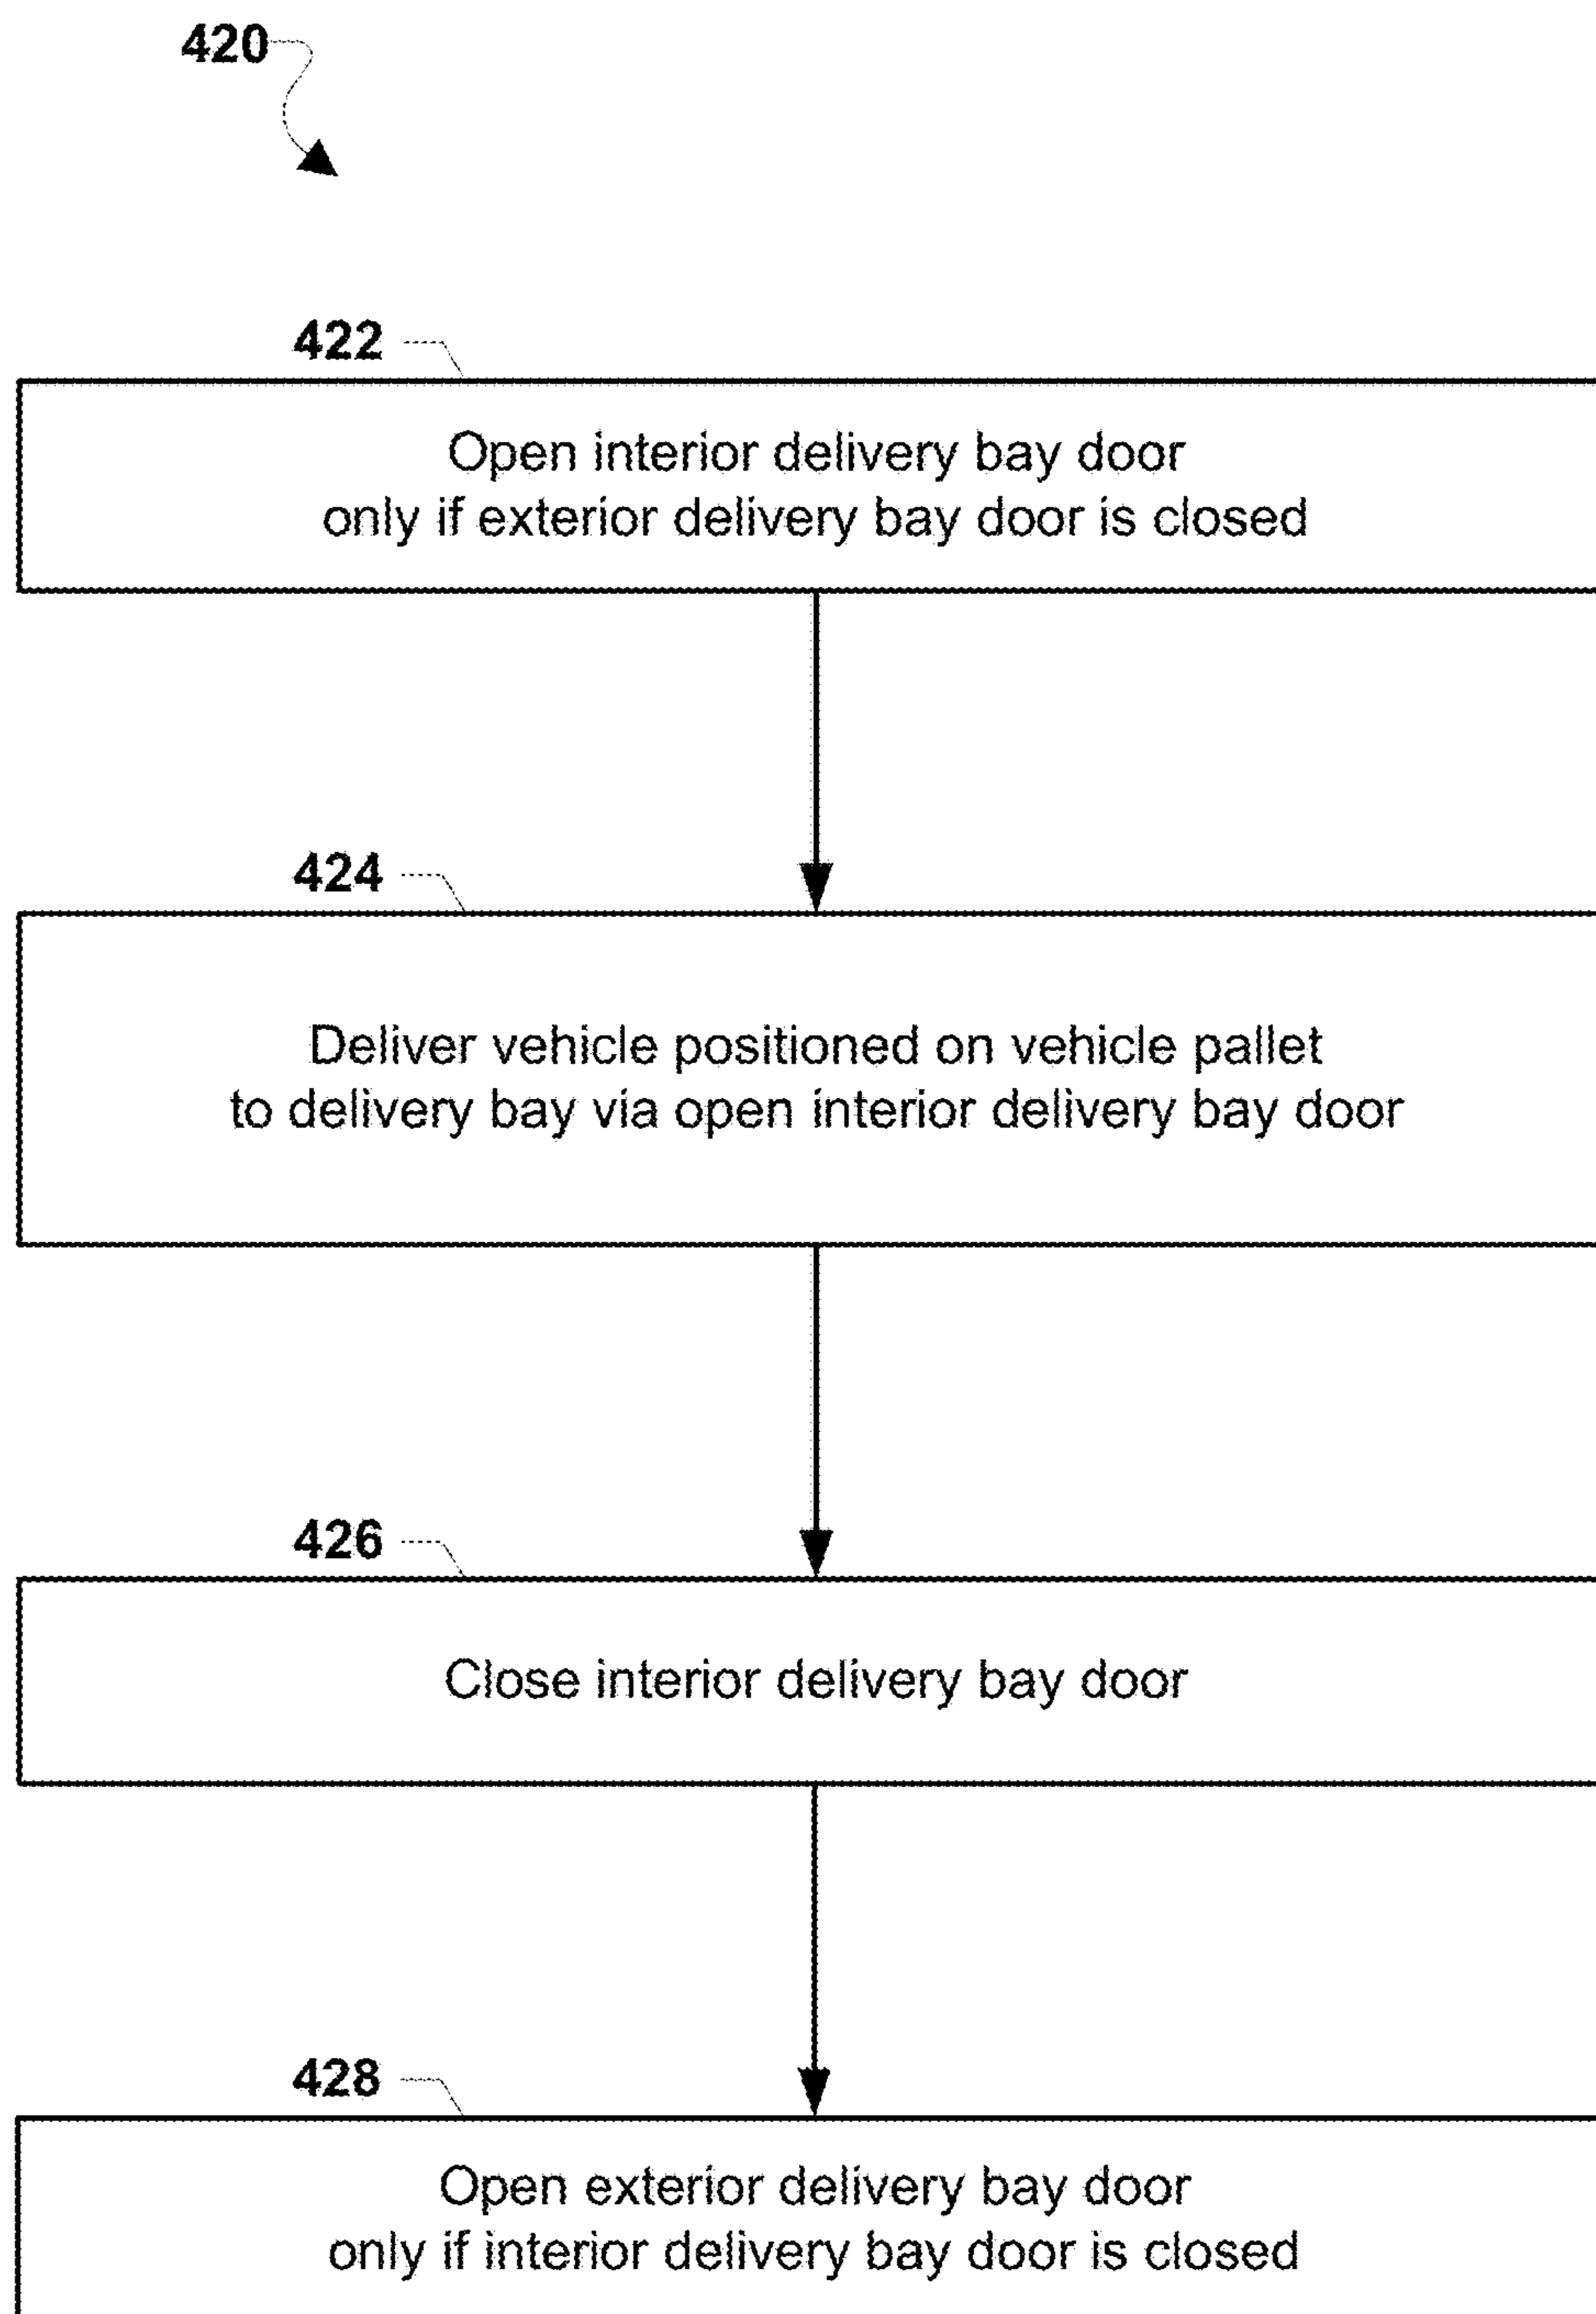 420
422
Open interior delivery bay door
only if exterior delivery bay door is closed
424
Deliver vehicle positioned on vehicle pallet
to delivery bay via open interior delivery bay door
426
Close interior delivery bay door
428
Open exterior delivery bay door
only if interior delivery bay door is closed